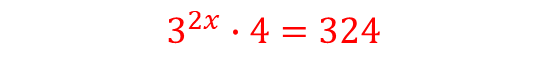 3^{2x} · 4 = 324